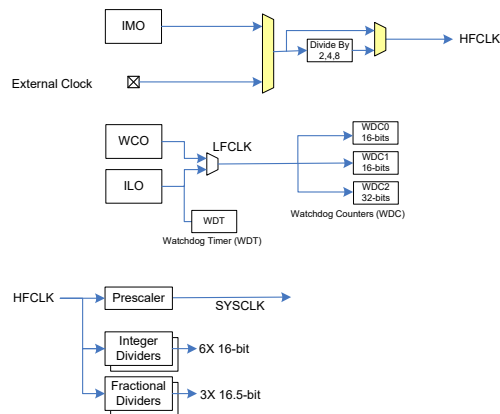 IMO
Divide By
2,4,8
HFCLK
External Clock
WCO
LFCLK
WDC0
16-bits
WDC1
16-bits
ILO
WDC2
32-bits
WDT
Watchdog Counters (WDC)
Watchdog Timer (WDT)
HFCLK
Prescaler
SYSCLK
Integer
Dividers
6X 16-bit
Fractional
Dividers
3X 16.5-bit